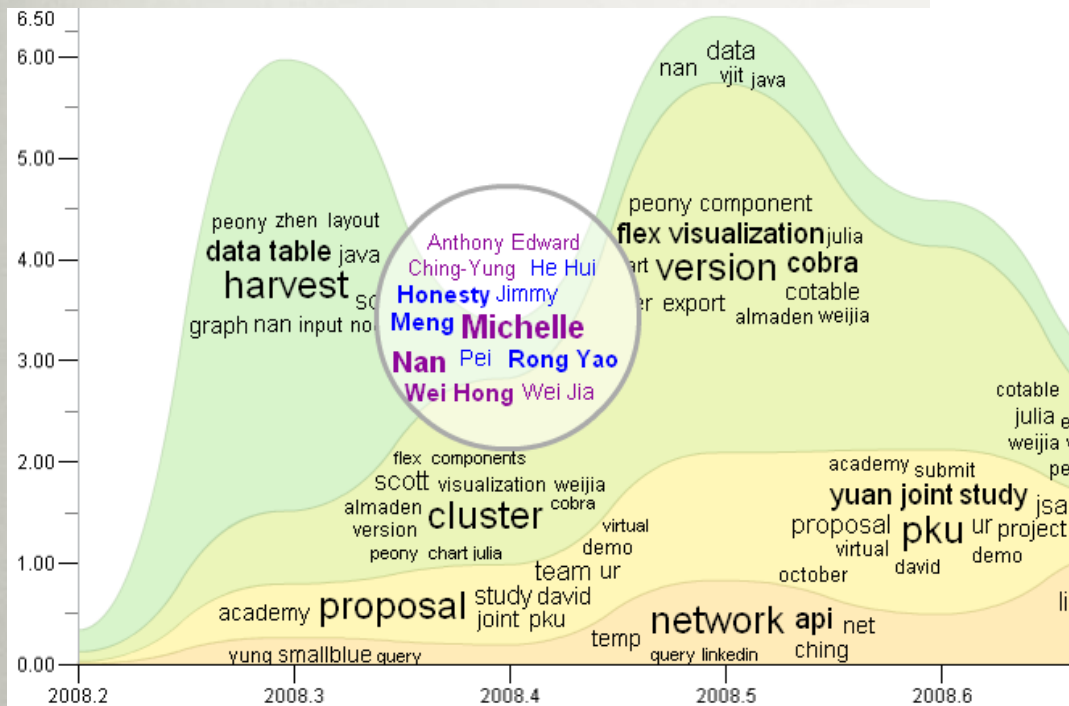 6.50
6.00
5.00
4.00
3.00
2.00
1.00
0.00
2008.2
2008.3
2008.4
2008.5
2008.6
data
nan
vjit java
peony zhen layout
data table java
harvest
graph nan input
Anthony Edward
Ching-Yung He Hui
Honesty Jimmy
Meng Michelle
Nan Pei Rong Yao
Wei Hong Wei Jia
peony component
flex visualization julia
version cobra
export cotable
almaden weijia
flex components
scott visualization weijia
almaden cluster cobra
version
peony chart julia
virtual
demo
team ur
academy proposal study david
joint pku
yung smallblue query
temp network api net
query linkedin ching
cotable
julia
weijia
academy submit
yuan joint study
proposal pku ur project
virtual demo
david
october